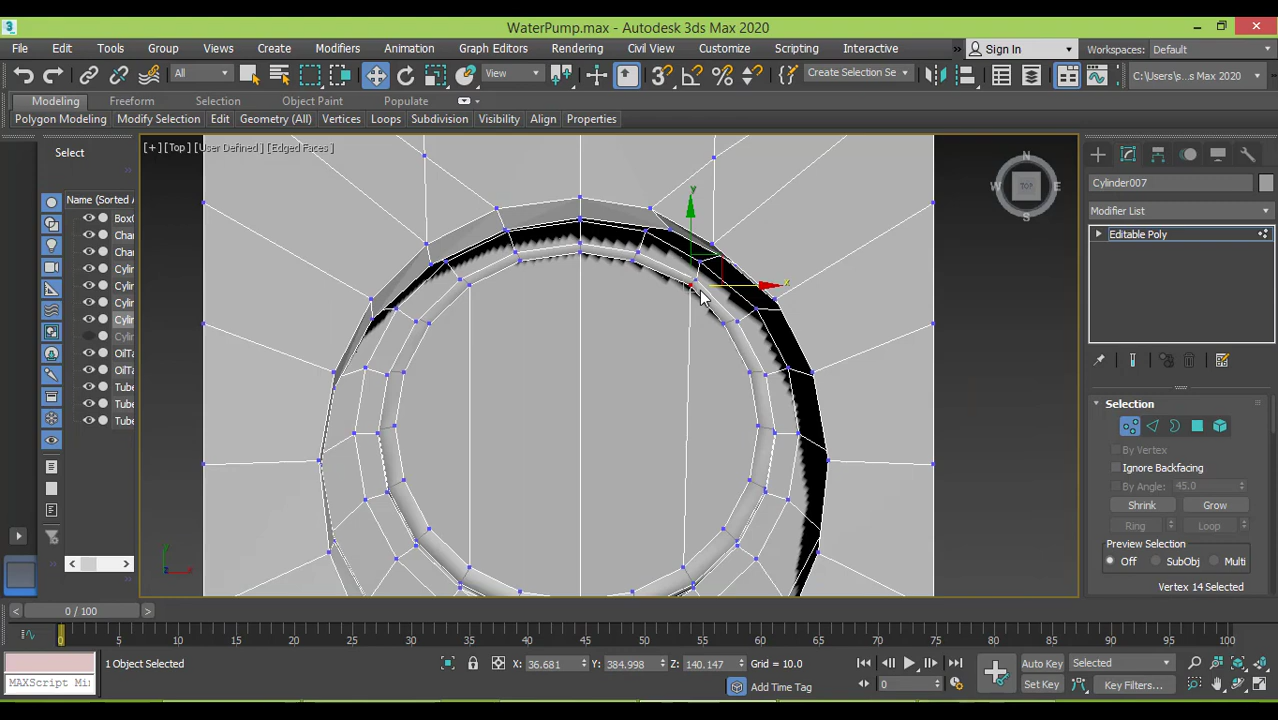 WaterPump.max - Autodesk 3ds Max 2020
File Edit Tools Group Views Create Modifiers Animation Graph Editors Rendering Civil View Customize Scripting Interactive » Sign In Workspaces: Default
All View Create Selection Se C:\Users\s...s Max 2020
Modeling Freeform Selection Object Paint Populate
Polygon Modeling Modify Selection Edit Geometry (All) Vertices Loops Subdivision Visibility Align Properties
Select
Name (Sorted A
Box0
Char
Char
Cylin
Cylin
Cylin
Cylin
Cylin
OilTa
OilTa
Tube
Tube
Tube
[+] [Top] [User Defined] [Edged Faces]
N
W TOP E
S
y
x
Cylinder007
Modifier List
Editable Poly
Selection
By Vertex
Ignore Backfacing
By Angle: 45.0
Shrink Grow
Ring Loop
Preview Selection
Off SubObj Multi
Vertex 14 Selected
< 0 / 100 >
0 5 10 15 20 25 30 35 40 45 50 55 60 65 70 75 80 85 90 95 100
1 Object Selected X: 36.681 Y: 384.998 Z: 140.147 Grid = 10.0
MAXScript Mi
Add Time Tag
0
Auto Key Selected
Set Key Key Filters...